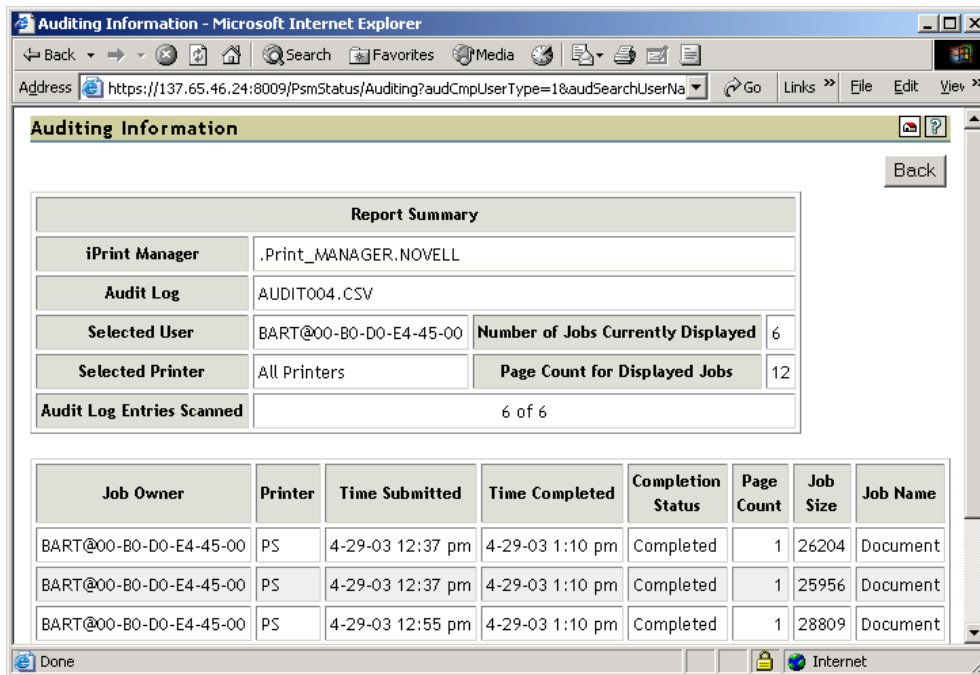 Auditing Information - Microsoft Internet Explorer
Back Search Favorites Media
Address https://137.65.46.24:8009/PsmStatus/Auditing?audCmpUserType=1&audSearchUserNa Go Links » File Edit View »
Auditing Information
Back
Report Summary
iPrint Manager .Print_MANAGER.NOVELL
Audit Log AUDIT004.CSV
Selected User BART@00-B0-D0-E4-45-00 Number of Jobs Currently Displayed 6
Selected Printer All Printers Page Count for Displayed Jobs 12
Audit Log Entries Scanned 6 of 6
Job Owner Printer Time Submitted Time Completed Completion Status Page Count Job Size Job Name
BART@00-B0-D0-E4-45-00 PS 4-29-03 12:37 pm 4-29-03 1:10 pm Completed 1 26204 Document
BART@00-B0-D0-E4-45-00 PS 4-29-03 12:37 pm 4-29-03 1:10 pm Completed 1 25956 Document
BART@00-B0-D0-E4-45-00 PS 4-29-03 12:55 pm 4-29-03 1:10 pm Completed 1 28809 Document
Done Internet